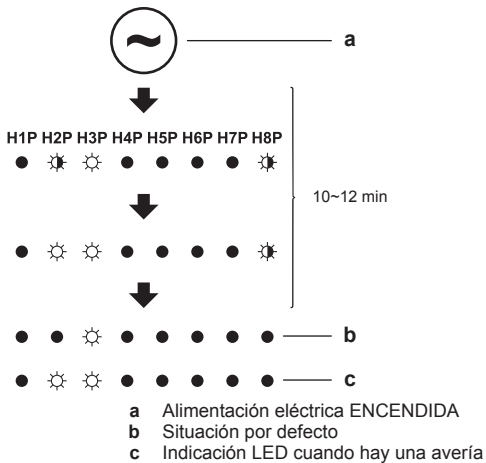 a
H1P H2P H3P H4P H5P H6P H7P H8P
10~12 min
b
c
a Alimentación eléctrica ENCENDIDA
b Situación por defecto
c Indicación LED cuando hay una avería